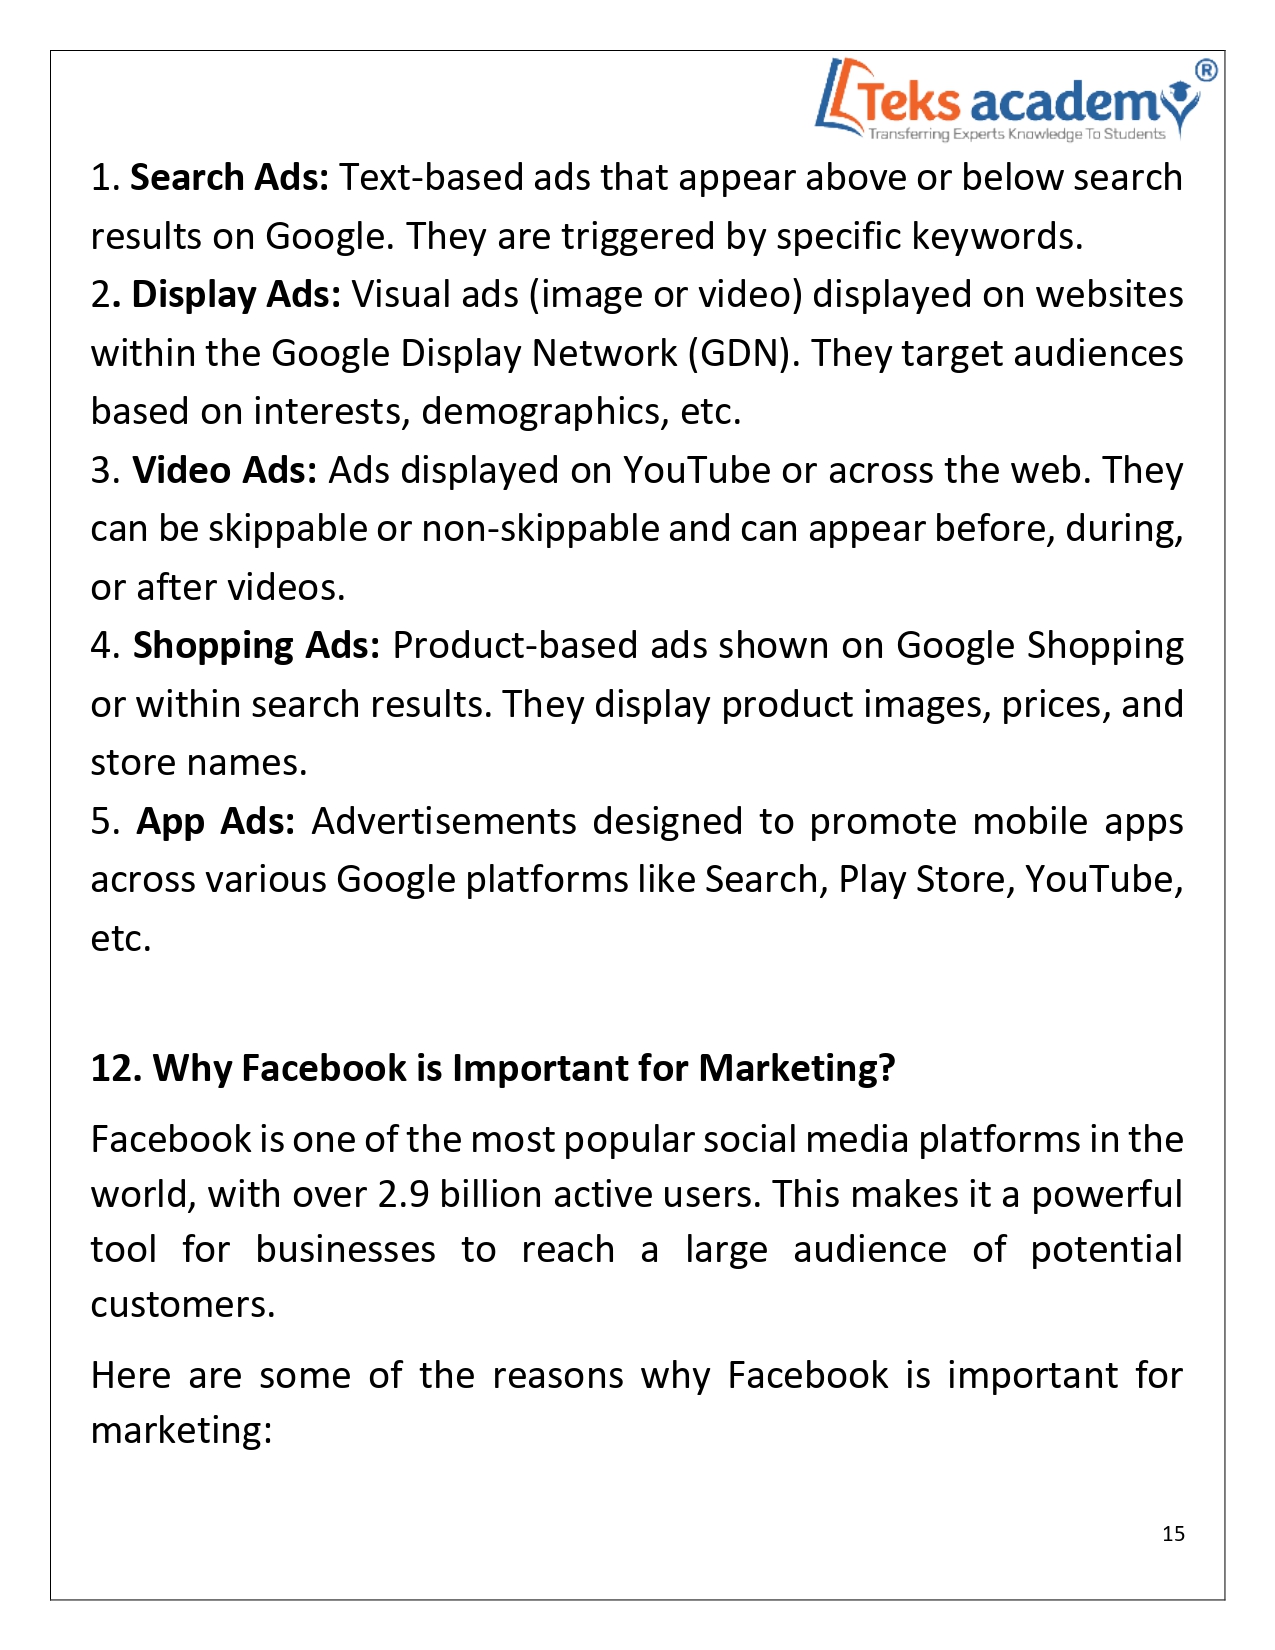 Teks academy®
Transferring Experts Knowledge To Students
1. Search Ads: Text-based ads that appear above or below search
results on Google. They are triggered by specific keywords.
2. Display Ads: Visual ads (image or video) displayed on websites
within the Google Display Network (GDN). They target audiences
based on interests, demographics, etc.
3. Video Ads: Ads displayed on YouTube or across the web. They
can be skippable or non-skippable and can appear before, during,
or after videos.
4. Shopping Ads: Product-based ads shown on Google Shopping
or within search results. They display product images, prices, and
store names.
5. App Ads: Advertisements designed to promote mobile apps
across various Google platforms like Search, Play Store, YouTube,
etc.
12. Why Facebook is Important for Marketing?
Facebook is one of the most popular social media platforms in the
world, with over 2.9 billion active users. This makes it a powerful
tool for businesses to reach a large audience of potential
customers.
Here are some of the reasons why Facebook is important for
marketing:
15